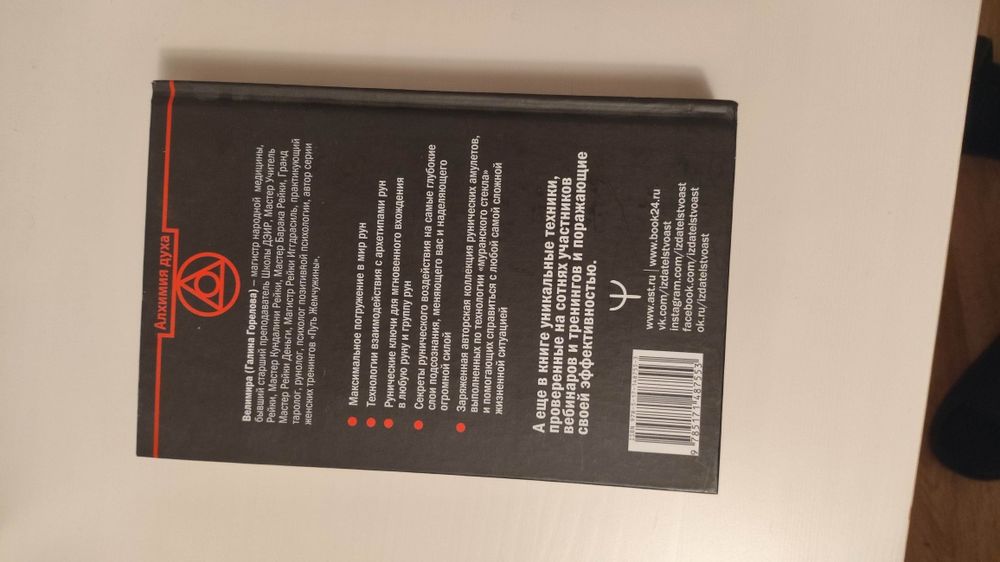 Алхимия духа
Велимира (Галина Горелова) – магистр народной медицины,
бывший старший преподаватель Школы ДЭИР, Мастер Учитель
Рейки, Мастер Кундалини Рейки, Мастер Барака Рейки, Гранд
Мастер Рейки Деньги, Магистр Рейки Иггдрасиль, практикующий
таролог, рунолог, психолог позитивной психологии, автор серии
женских тренингов «Путь Жемчужины».
Максимальное погружение в мир рун
Технологии взаимодействия с архетипами рун
Рунические ключи для мгновенного вхождения
в любую руну и группу рун
Секреты рунического воздействия на самые глубокие
слои подсознания, меняющего вас и наделяющего
огромной силой
Заряженная авторская коллекция рунических амулетов,
выполненных по технологии «муранского стекла»
и помогающих справиться с любой самой сложной
жизненной ситуацией
А еще в книге уникальные техники,
проверенные на сотнях участников
вебинаров и тренингов и поражающие
своей эффективностью.
www.ast.ru | www.book24.ru
vk.com/izdatelstvoast
instagram.com/izdatelstvoast
facebook.com/izdatelstvoast
ok.ru/izdatelstvoast
9 785171 487553